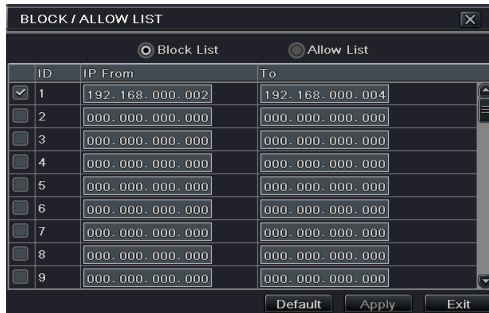 BLOCK / ALLOW LIST
Block List Allow List
ID IP From To
1 192. 168. 000. 002 192. 168. 000. 004
2 000. 000. 000. 000 000. 000. 000. 000
3 000. 000. 000. 000 000. 000. 000. 000
4 000. 000. 000. 000 000. 000. 000. 000
5 000. 000. 000. 000 000. 000. 000. 000
6 000. 000. 000. 000 000. 000. 000. 000
7 000. 000. 000. 000 000. 000. 000. 000
8 000. 000. 000. 000 000. 000. 000. 000
9 000. 000. 000. 000 000. 000. 000. 000
Default Apply Exit